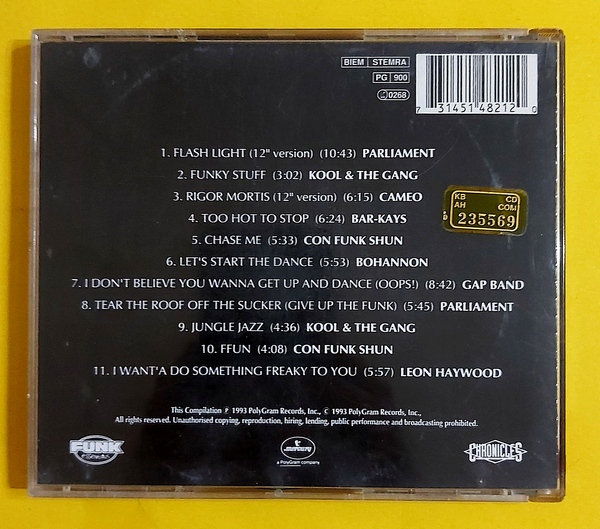 BIEM STEMRA
PG 900
0268
7 31451 48212 0
1. FLASH LIGHT (12" version) (10:43) PARLIAMENT
2. FUNKY STUFF (3:02) KOOL & THE GANG
3. RIGOR MORTIS (12" version) (6:15) CAMEO
KB CD
AH COM
235569
4. TOO HOT TO STOP (6:24) BAR-KAYS
5. CHASE ME (5:33) CON FUNK SHUN
6. LET'S START THE DANCE (5:53) BOHANNON
7. I DON'T BELIEVE YOU WANNA GET UP AND DANCE (OOPS!) (8:42) GAP BAND
8. TEAR THE ROOF OFF THE SUCKER (GIVE UP THE FUNK) (5:45) PARLIAMENT
9. JUNGLE JAZZ (4:36) KOOL & THE GANG
10. FFUN (4:08) CON FUNK SHUN
11. I WANT'A DO SOMETHING FREAKY TO YOU (5:57) LEON HAYWOOD
This Compilation ℗ 1993 PolyGram Records, Inc., © 1993 PolyGram Records, Inc.,
All rights reserved. Unauthorised copying, reproduction, hiring, lending, public performance and broadcasting prohibited.
FUNK
mercury
a PolyGram company
CHRONICLES